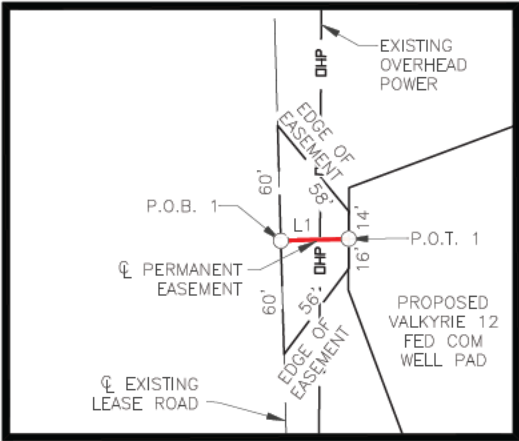 EXISTING
OVERHEAD
POWER
OHP
EDGE OF
EASEMENT
60'
58'
P.O.B. 1
L1
14'
P.O.T. 1
16'
℄ PERMANENT
EASEMENT
OHP
60'
56'
EDGE OF
EASEMENT
PROPOSED
VALKYRIE 12
FED COM
WELL PAD
℄ EXISTING
LEASE ROAD